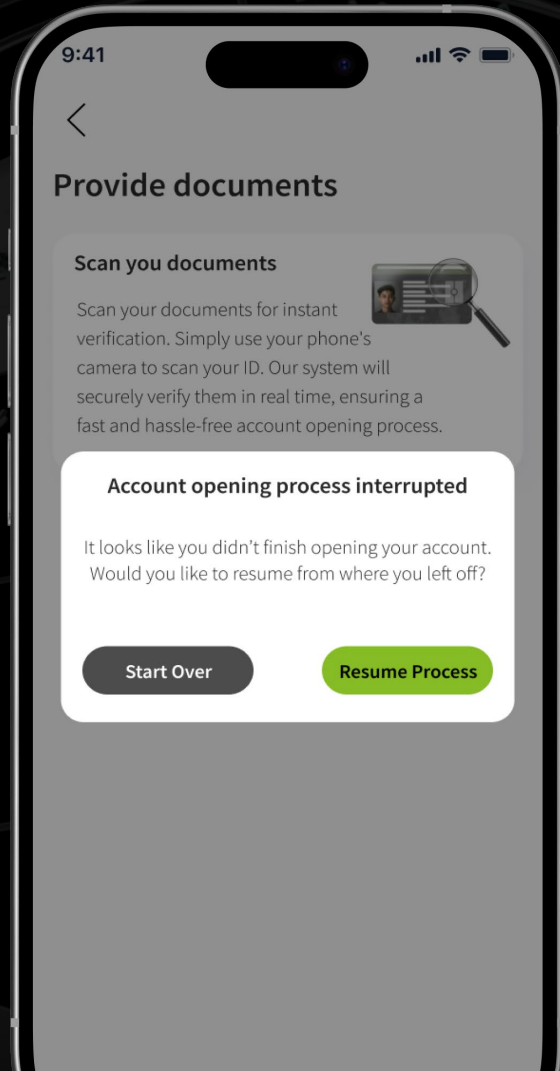 9:41
Provide documents
Scan you documents
Scan your documents for instant
verification. Simply use your phone's
camera to scan your ID. Our system will
securely verify them in real time, ensuring a
fast and hassle-free account opening process.
Account opening process interrupted
It looks like you didn't finish opening your account.
Would you like to resume from where you left off?
Start Over
Resume Process